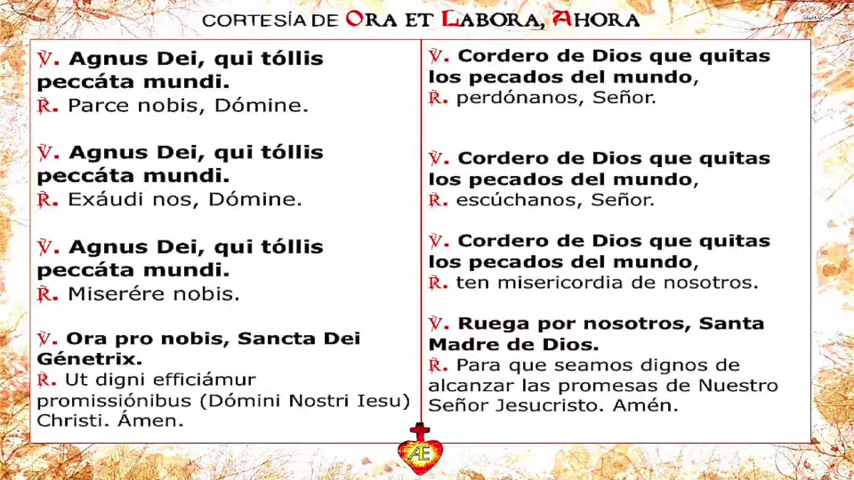 CORTESÍA DE ORA ET LABORA, AHORA
℣. Agnus Dei, qui tóllis
peccáta mundi.
℟. Parce nobis, Dómine.
℣. Agnus Dei, qui tóllis
peccáta mundi.
℟. Exáudi nos, Dómine.
℣. Agnus Dei, qui tóllis
peccáta mundi.
℟. Miserére nobis.
℣. Ora pro nobis, Sancta Dei
Génetrix.
℟. Ut digni efficiámur
promissiónibus (Dómini Nostri Iesu)
Christi. Ámen.
℣. Cordero de Dios que quitas
los pecados del mundo,
℟. perdónanos, Señor.
℣. Cordero de Dios que quitas
los pecados del mundo,
℟. escúchanos, Señor.
℣. Cordero de Dios que quitas
los pecados del mundo,
℟. ten misericordia de nosotros.
℣. Ruega por nosotros, Santa
Madre de Dios.
℟. Para que seamos dignos de
alcanzar las promesas de Nuestro
Señor Jesucristo. Amén.
Æ